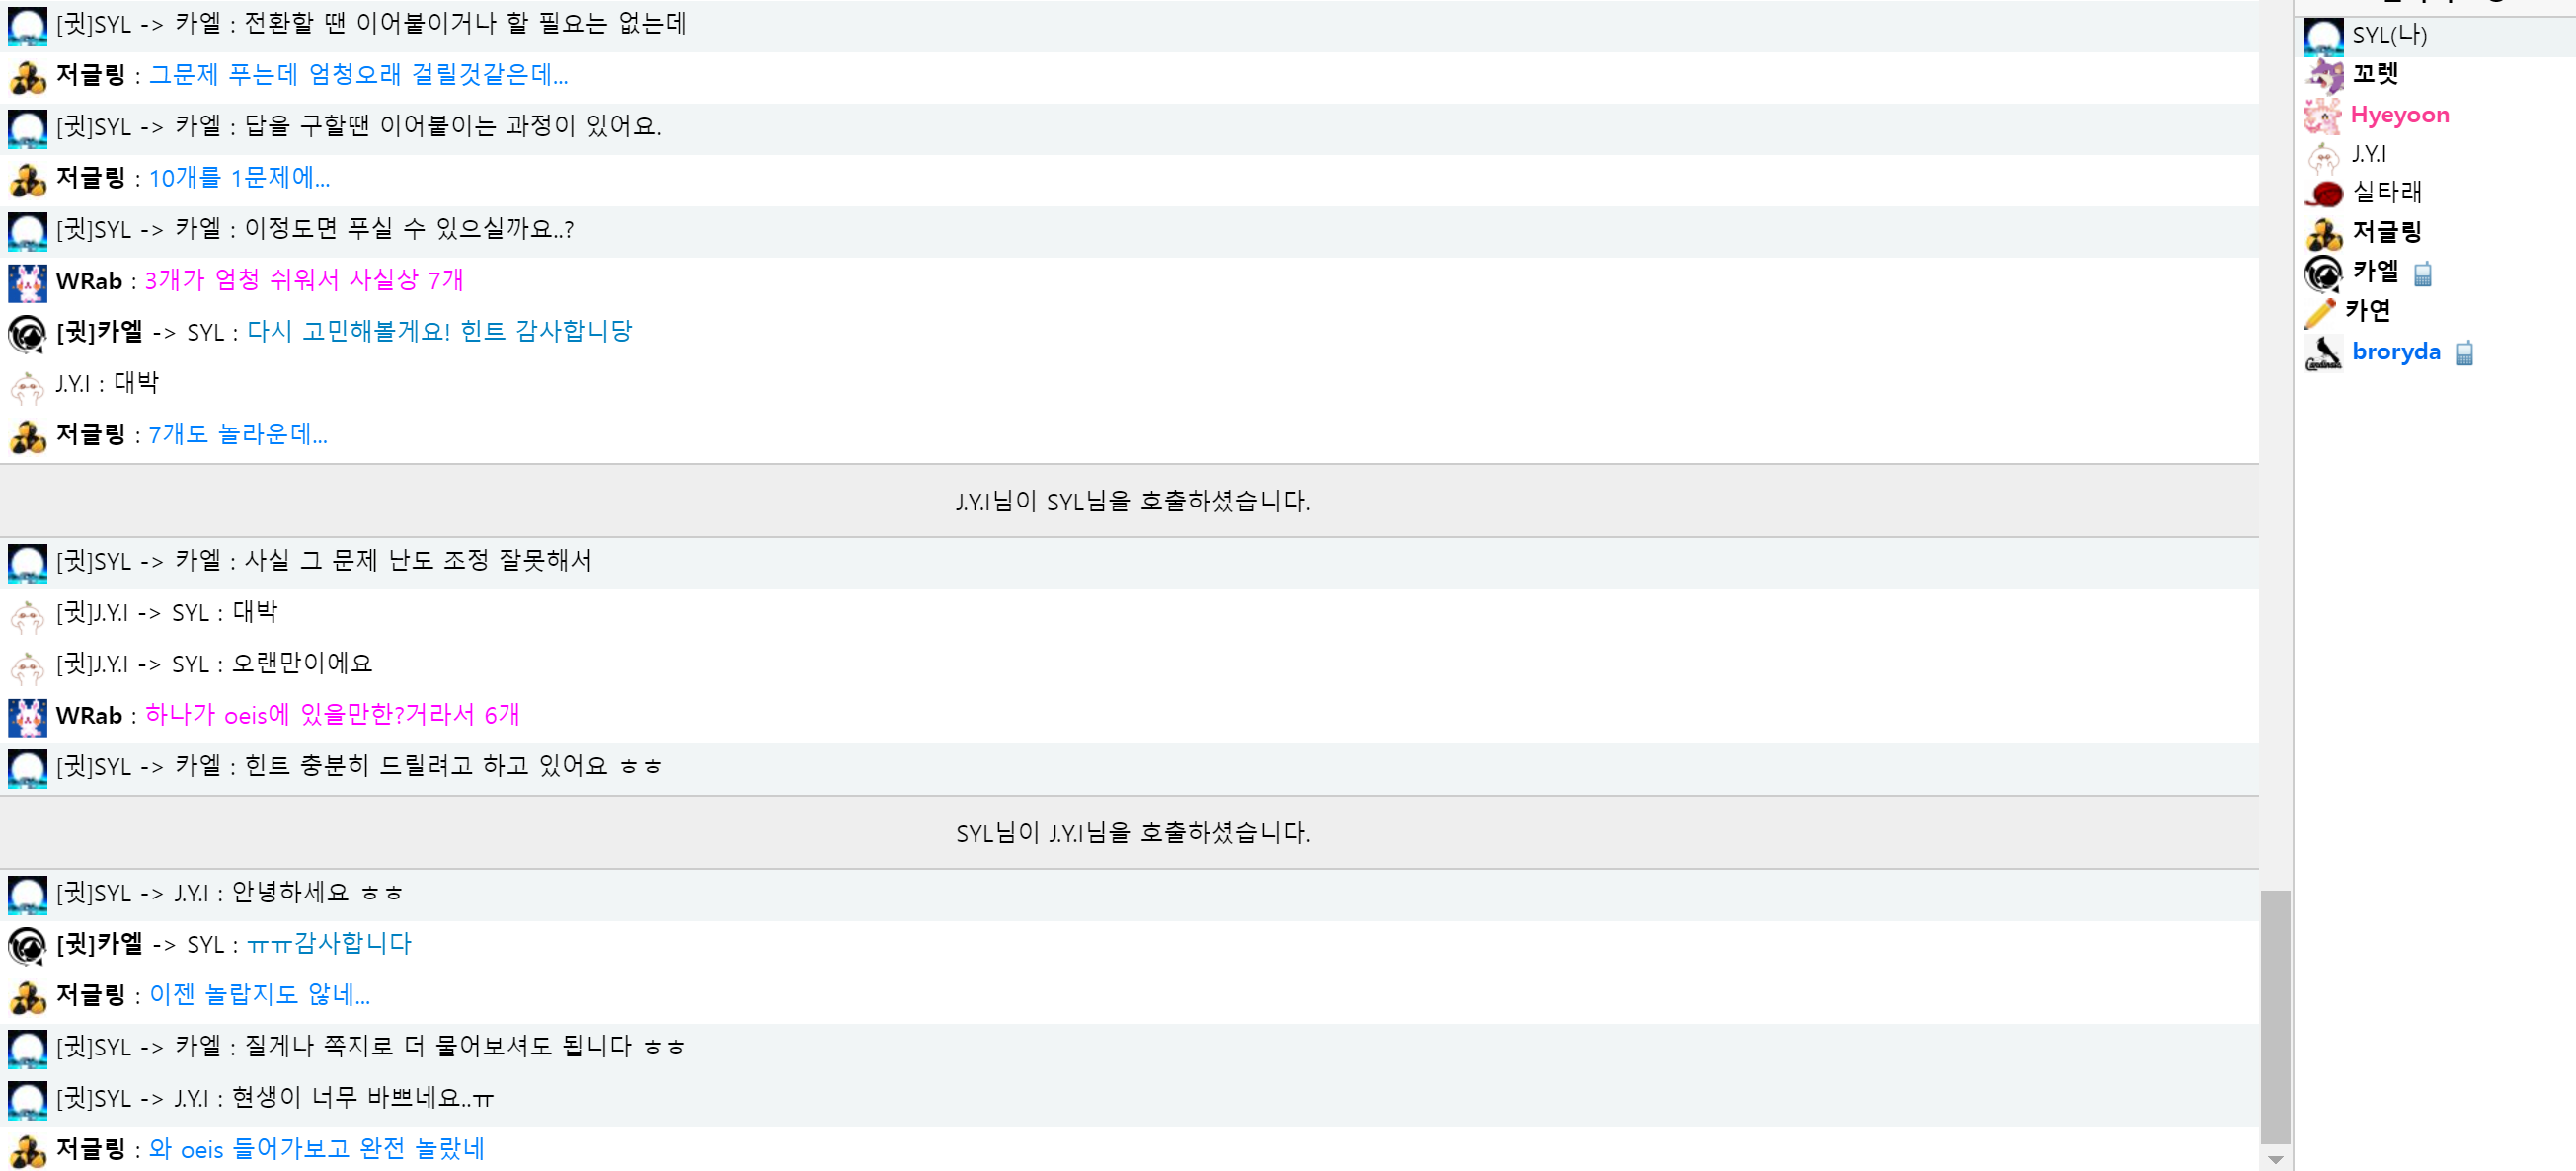 [귓]SYL -> 카엘 : 전환할 땐 이어붙이거나 할 필요는 없는데
저글링 : 그문제 푸는데 엄청오래 걸릴것같은데...
[귓]SYL -> 카엘 : 답을 구할땐 이어붙이는 과정이 있어요.
저글링 : 10개를 1문제에...
[귓]SYL -> 카엘 : 이정도면 푸실 수 있으실까요..?
WRab : 3개가 엄청 쉬워서 사실상 7개
[귓]카엘 -> SYL : 다시 고민해볼게요! 힌트 감사합니당
J.Y.I : 대박
저글링 : 7개도 놀라운데...
J.Y.I님이 SYL님을 호출하셨습니다.
[귓]SYL -> 카엘 : 사실 그 문제 난도 조정 잘못해서
[귓]J.Y.I -> SYL : 대박
[귓]J.Y.I -> SYL : 오랜만이에요
WRab : 하나가 oeis에 있을만한?거라서 6개
[귓]SYL -> 카엘 : 힌트 충분히 드릴려고 하고 있어요 ㅎㅎ
SYL님이 J.Y.I님을 호출하셨습니다.
[귓]SYL -> J.Y.I : 안녕하세요 ㅎㅎ
[귓]카엘 -> SYL : ㅠㅠ감사합니다
저글링 : 이젠 놀랍지도 않네...
[귓]SYL -> 카엘 : 질게나 쪽지로 더 물어보셔도 됩니다 ㅎㅎ
[귓]SYL -> J.Y.I : 현생이 너무 바쁘네요..ㅠ
저글링 : 와 oeis 들어가보고 완전 놀랐네
SYL(나)
꼬렛
Hyeyoon
J.Y.I
실타래
저글링
카엘
카연
broryda